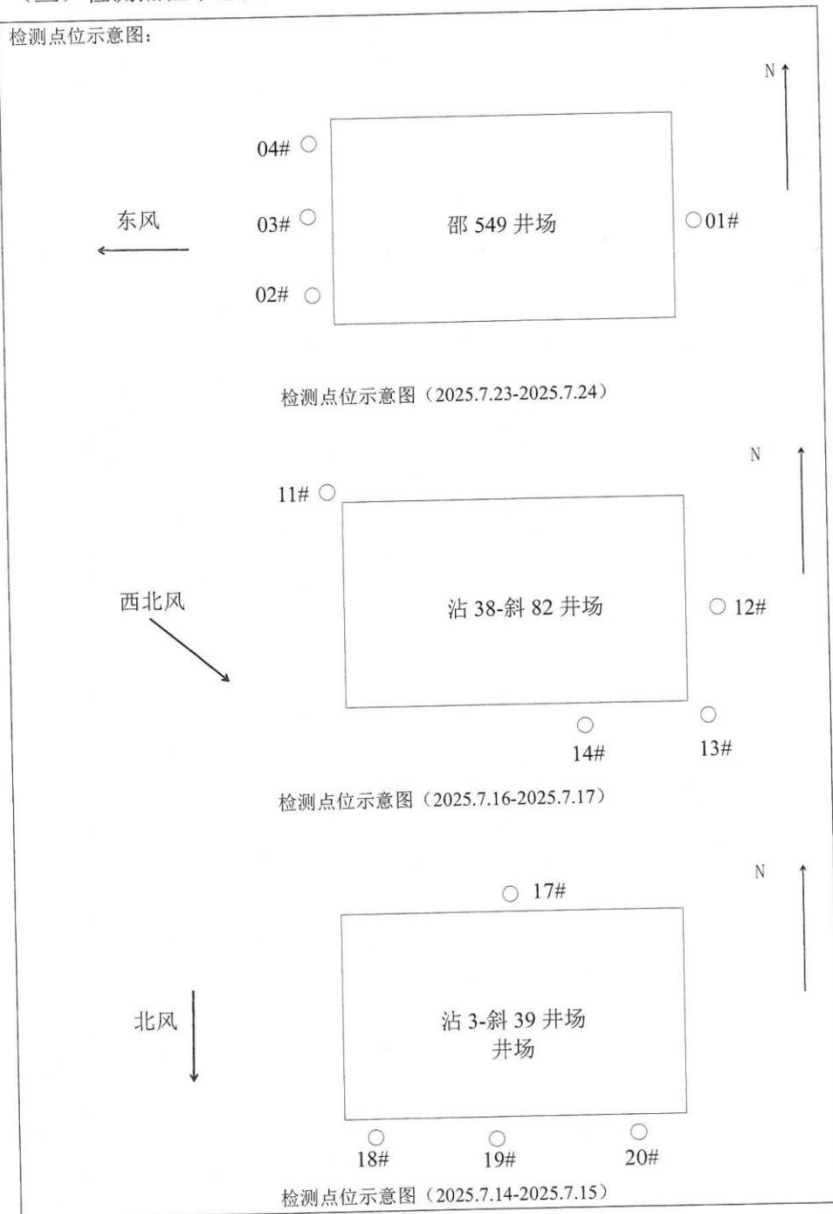 检测点位示意图：
N
04#
东风
03#
邵 549 井场
01#
02#
检测点位示意图（2025.7.23-2025.7.24）
N
11#
西北风
沾 38-斜 82 井场
12#
14#
13#
检测点位示意图（2025.7.16-2025.7.17）
N
17#
北风
沾 3-斜 39 井场
井场
18#
19#
20#
检测点位示意图（2025.7.14-2025.7.15）